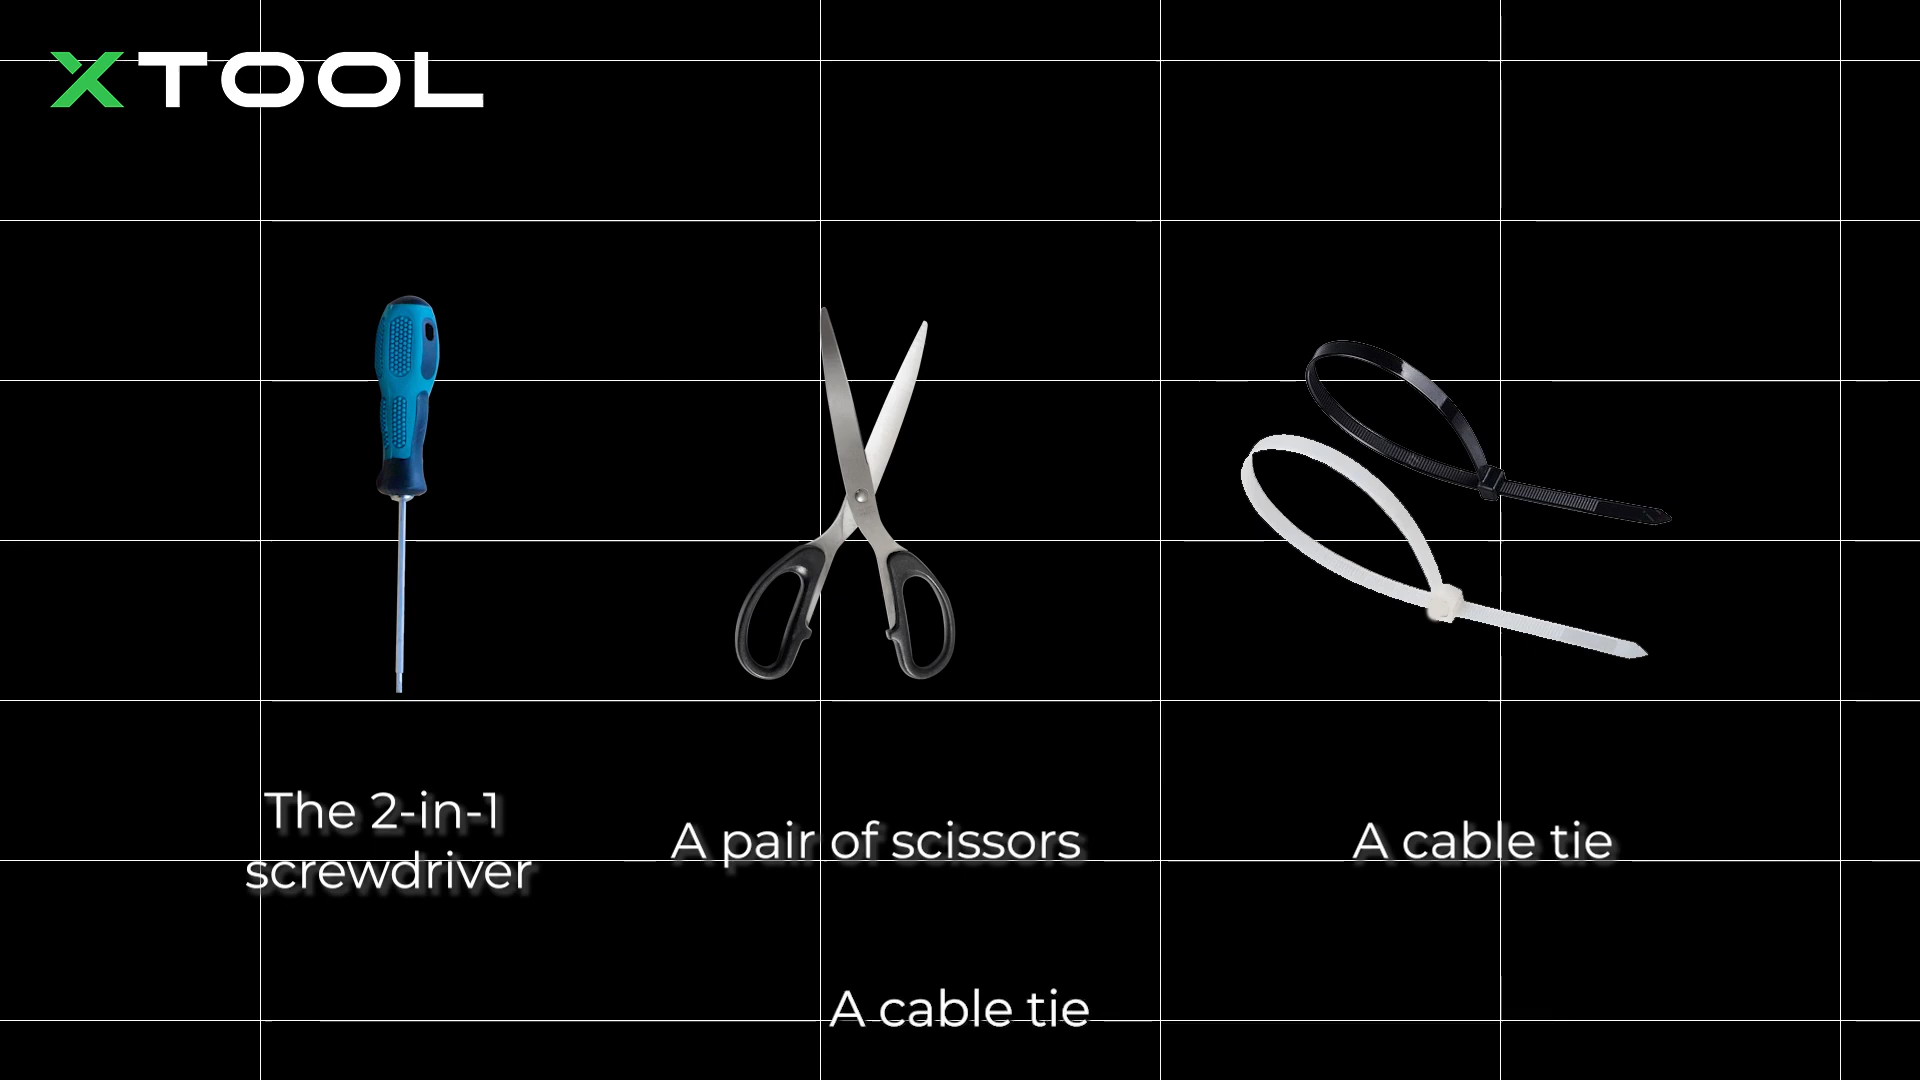 XTOOL
The 2-in-1
screwdriver
A pair of scissors
A cable tie
A cable tie